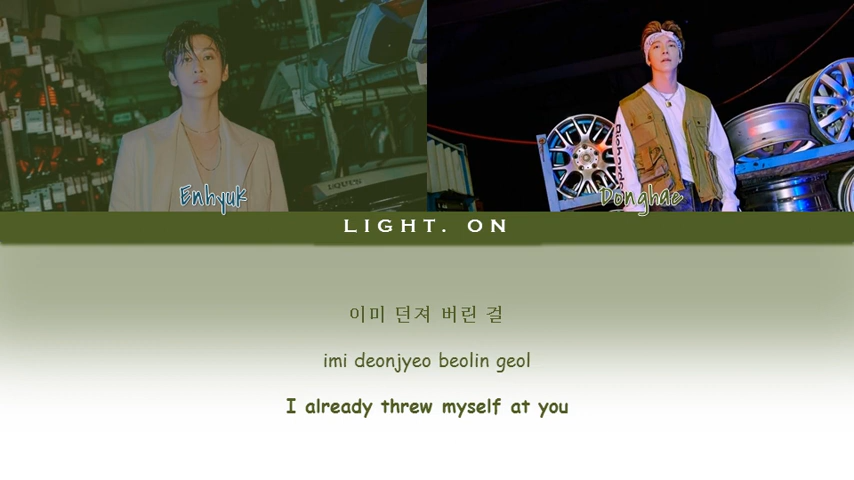 Enhyuk
Donghae
LIGHT. ON
이미 던져 버린 걸
imi deonjyeo beolin geol
I already threw myself at you